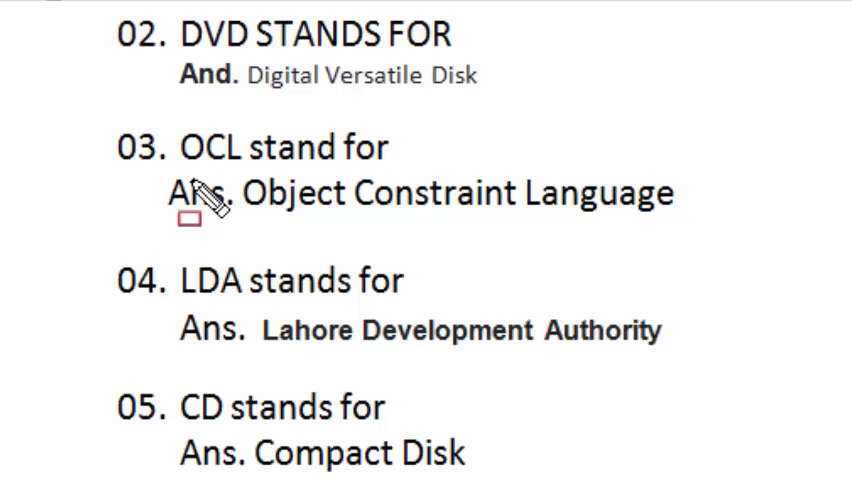 02. DVD STANDS FOR
And. Digital Versatile Disk
03. OCL stand for
Ans. Object Constraint Language
04. LDA stands for
Ans. Lahore Development Authority
05. CD stands for
Ans. Compact Disk